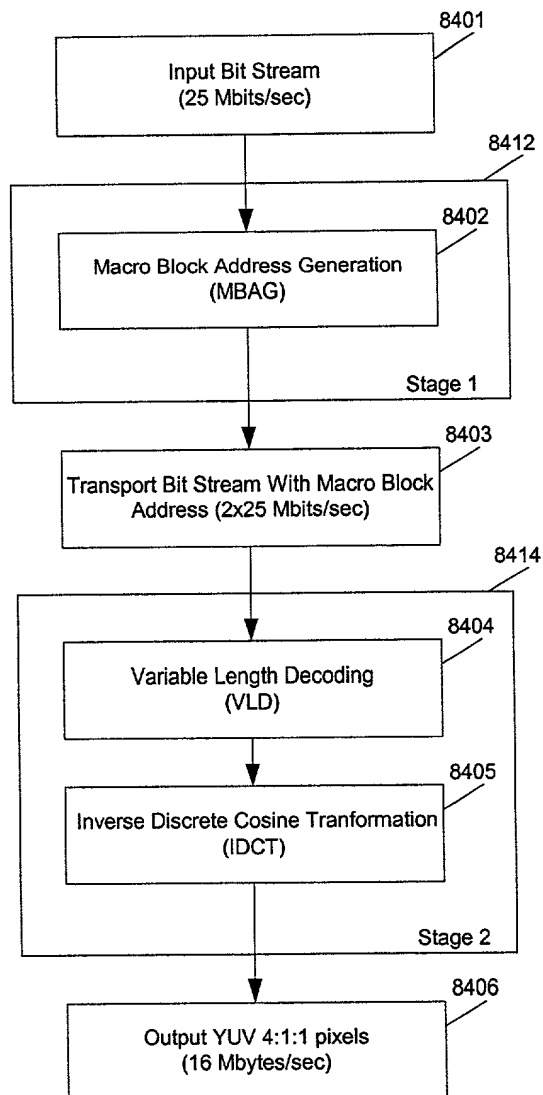 8401
Input Bit Stream
(25 Mbits/sec)
8412
8402
Macro Block Address Generation
(MBAG)
Stage 1
8403
Transport Bit Stream With Macro Block
Address (2x25 Mbits/sec)
8414
8404
Variable Length Decoding
(VLD)
8405
Inverse Discrete Cosine Tranformation
(IDCT)
Stage 2
8406
Output YUV 4:1:1 pixels
(16 Mbytes/sec)